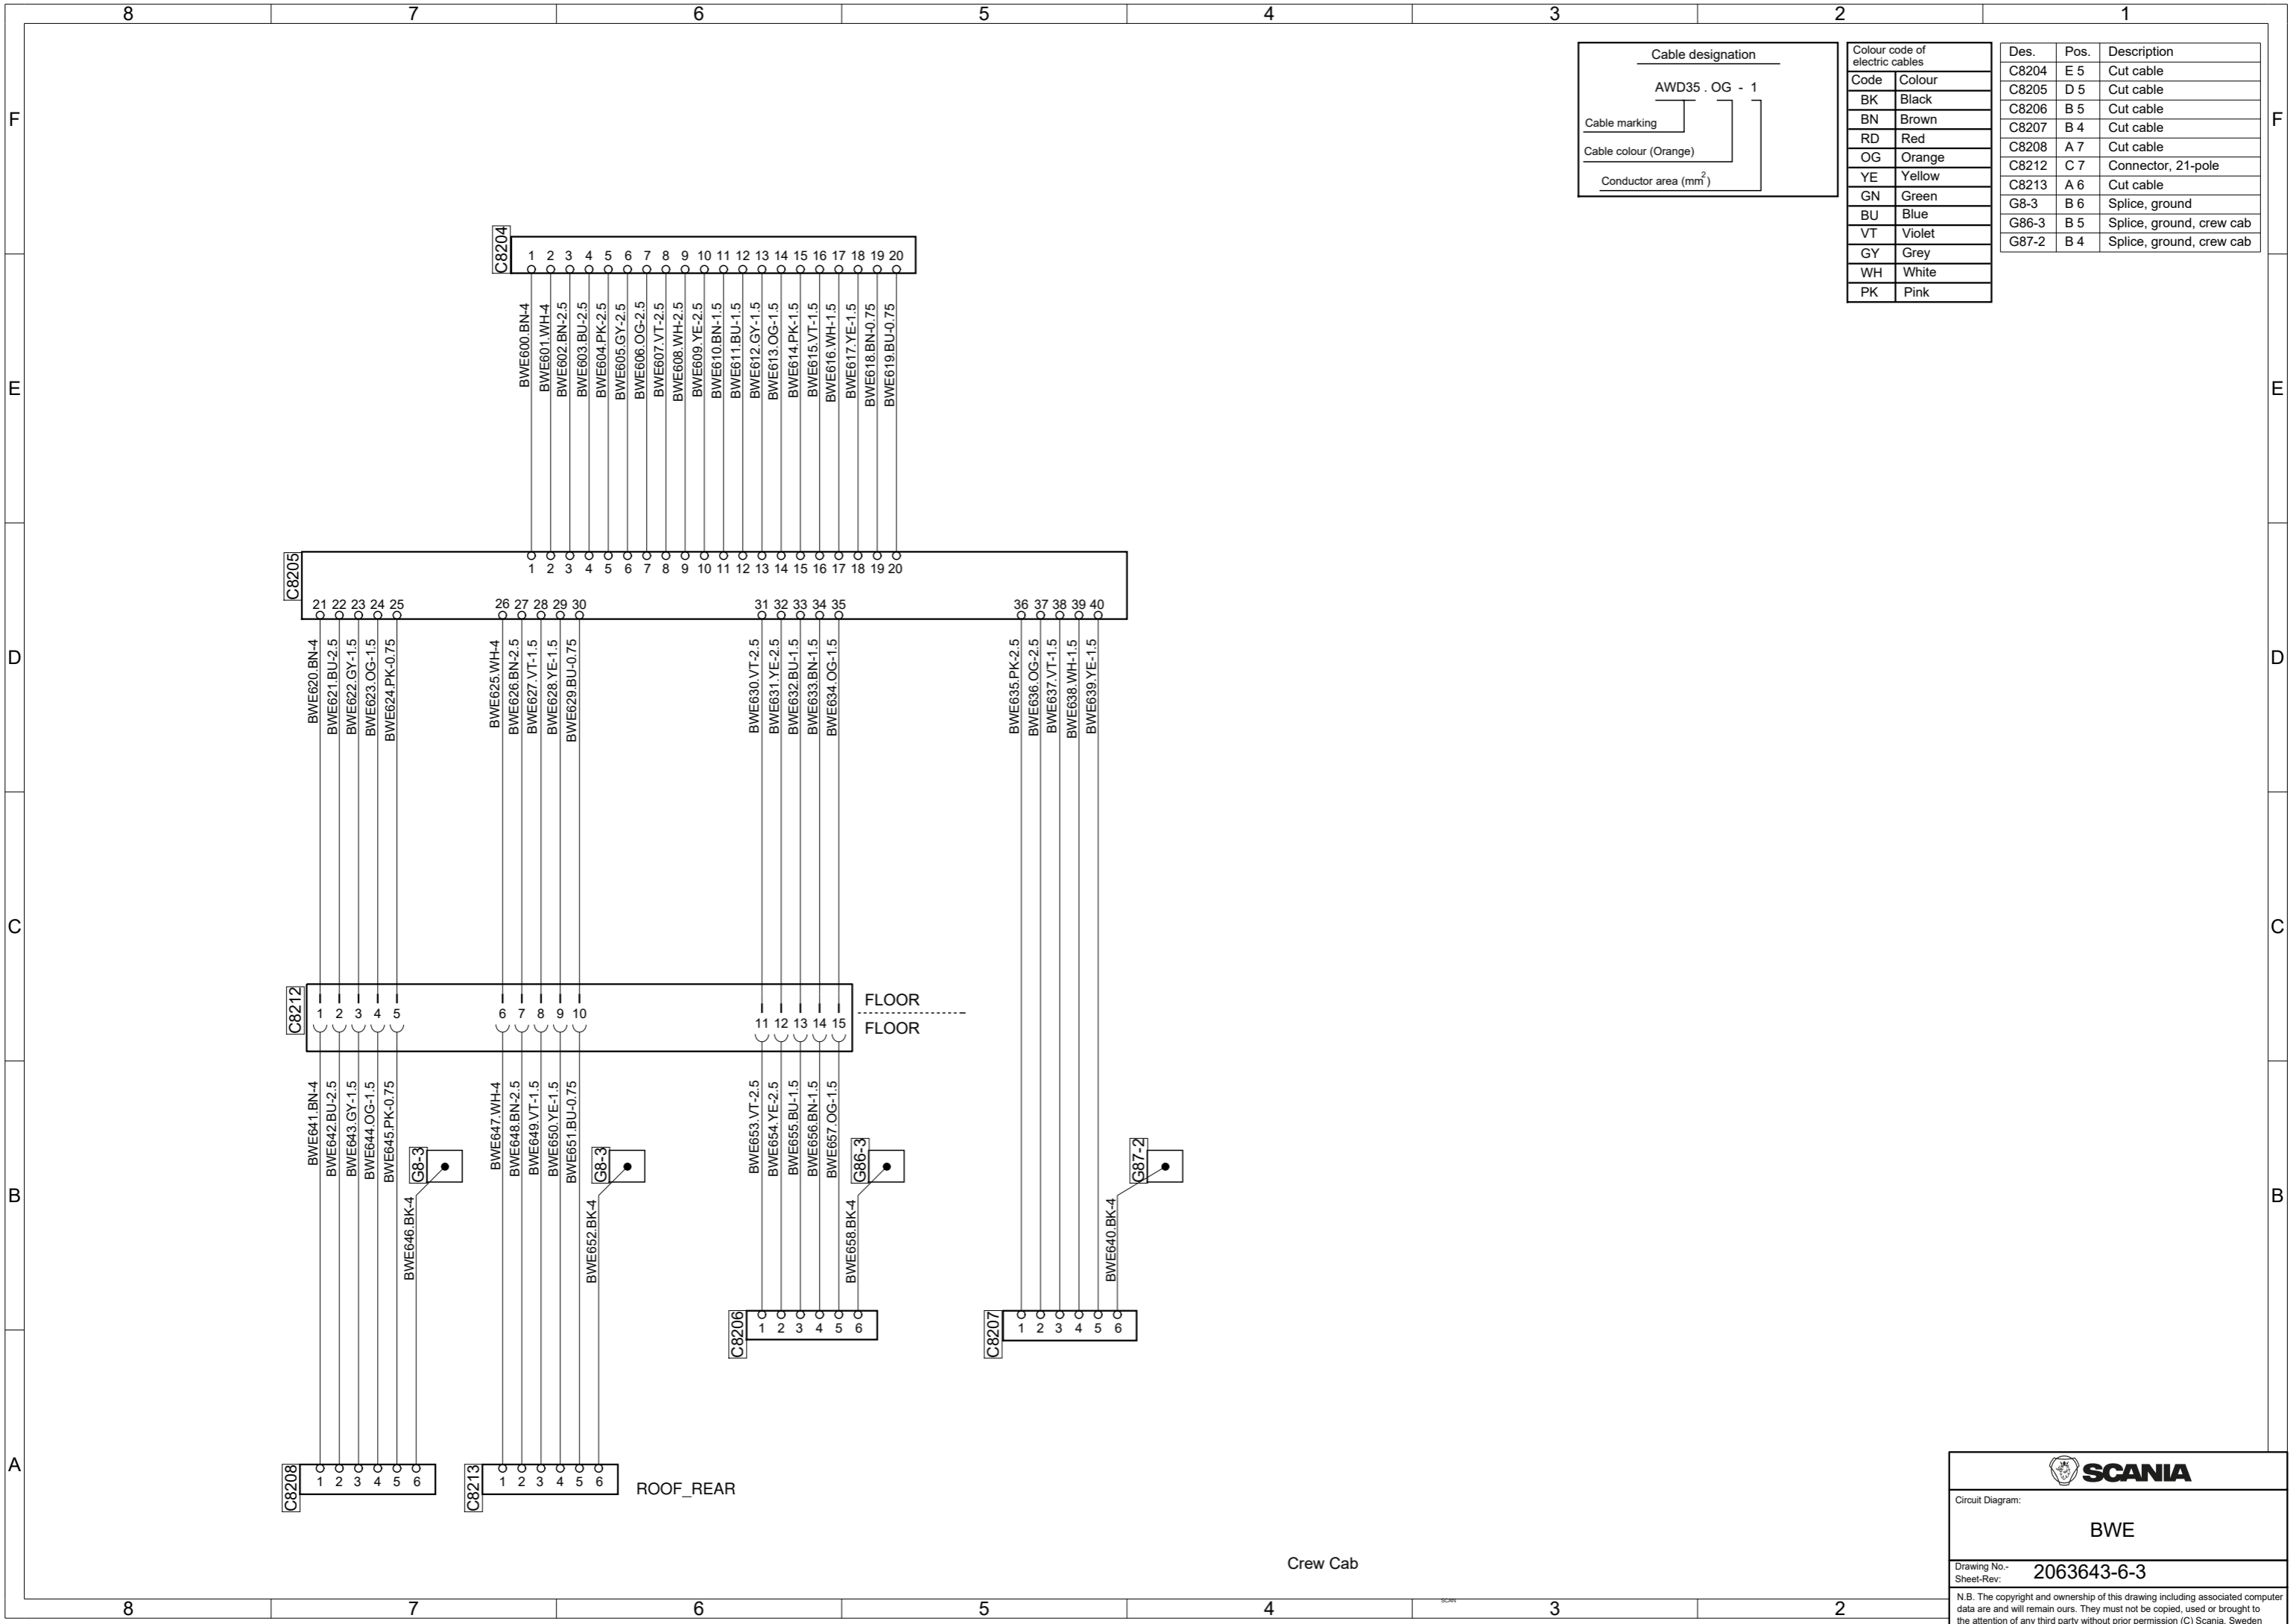 8 7 6 5 4 3 2 1
Cable designation
AWD35 . OG - 1
Cable marking
Cable colour (Orange)
Conductor area (mm2)
Colour code of
electric cables
Code Colour
BK Black
BN Brown
RD Red
OG Orange
YE Yellow
GN Green
BU Blue
VT Violet
GY Grey
WH White
PK Pink
Des. Pos. Description
C8204 E 5 Cut cable
C8205 D 5 Cut cable
C8206 B 5 Cut cable
C8207 B 4 Cut cable
C8208 A 7 Cut cable
C8212 C 7 Connector, 21-pole
C8213 A 6 Cut cable
G8-3 B 6 Splice, ground
G86-3 B 5 Splice, ground, crew cab
G87-2 B 4 Splice, ground, crew cab
F F
C8204
1 2 3 4 5 6 7 8 9 10 11 12 13 14 15 16 17 18 19 20
BWE600.BN-4
BWE601.WH-4
BWE602.BN-2.5
BWE603.BU-2.5
BWE604.PK-2.5
BWE605.GY-2.5
BWE606.OG-2.5
BWE607.VT-2.5
BWE608.WH-2.5
BWE609.YE-2.5
BWE610.BN-1.5
BWE611.BU-1.5
BWE612.GY-1.5
BWE613.OG-1.5
BWE614.PK-1.5
BWE615.VT-1.5
BWE616.WH-1.5
BWE617.YE-1.5
BWE618.BN-0.75
BWE619.BU-0.75
E E
C8205
1 2 3 4 5 6 7 8 9 10 11 12 13 14 15 16 17 18 19 20
21 22 23 24 25 26 27 28 29 30 31 32 33 34 35 36 37 38 39 40
BWE620.BN-4
BWE621.BU-2.5
BWE622.GY-1.5
BWE623.OG-1.5
BWE624.PK-0.75
BWE625.WH-4
BWE626.BN-2.5
BWE627.VT-1.5
BWE628.YE-1.5
BWE629.BU-0.75
BWE630.VT-2.5
BWE631.YE-2.5
BWE632.BU-1.5
BWE633.BN-1.5
BWE634.OG-1.5
BWE635.PK-2.5
BWE636.OG-2.5
BWE637.VT-1.5
BWE638.WH-1.5
BWE639.YE-1.5
D D
C C
C8212
1 2 3 4 5 6 7 8 9 10 11 12 13 14 15
FLOOR
FLOOR
BWE641.BN-4
BWE642.BU-2.5
BWE643.GY-1.5
BWE644.OG-1.5
BWE645.PK-0.75
BWE646.BK-4
G8-3
BWE647.WH-4
BWE648.BN-2.5
BWE649.VT-1.5
BWE650.YE-1.5
BWE651.BU-0.75
BWE652.BK-4
G8-3
BWE653.VT-2.5
BWE654.YE-2.5
BWE655.BU-1.5
BWE656.BN-1.5
BWE657.OG-1.5
BWE658.BK-4
G86-3
BWE640.BK-4
G87-2
B B
C8206
1 2 3 4 5 6
C8207
1 2 3 4 5 6
A
C8208
1 2 3 4 5 6
C8213
1 2 3 4 5 6
ROOF_REAR
Crew Cab
SCANIA
Circuit Diagram:
BWE
Drawing No.-
Sheet-Rev:
2063643-6-3
N.B. The copyright and ownership of this drawing including associated computer
data are and will remain ours. They must not be copied, used or brought to
the attention of any third party without prior permission (C) Scania, Sweden
8 7 6 5 4 3 2